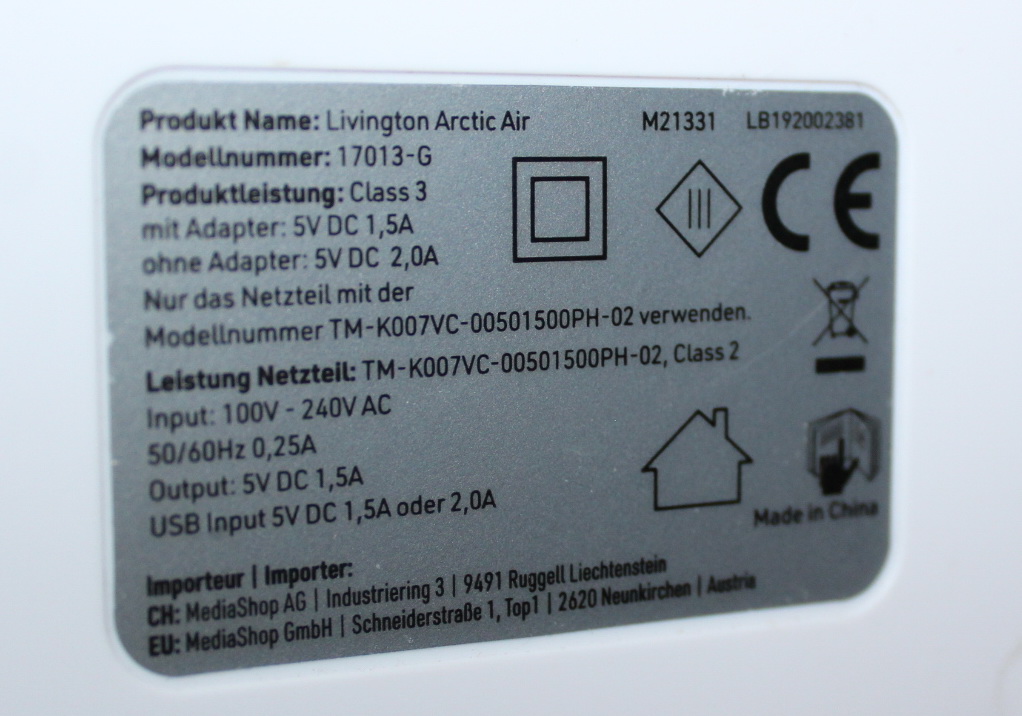 Produkt Name: Livington Arctic Air M21331 LB192002381
Modellnummer: 17013-G
Produktleistung: Class 3
mit Adapter: 5V DC 1,5A
ohne Adapter: 5V DC 2,0A
Nur das Netzteil mit der
Modellnummer TM-K007VC-00501500PH-02 verwenden.
Leistung Netzteil: TM-K007VC-00501500PH-02, Class 2
Input: 100V - 240V AC
50/60Hz 0,25A
Output: 5V DC 1,5A
USB Input 5V DC 1,5A oder 2,0A
CE
Made in China
Importeur | Importer:
CH: MediaShop AG | Industriering 3 | 9491 Ruggell Liechtenstein
EU: MediaShop GmbH | Schneiderstraße 1, Top1 | 2620 Neunkirchen | Austria